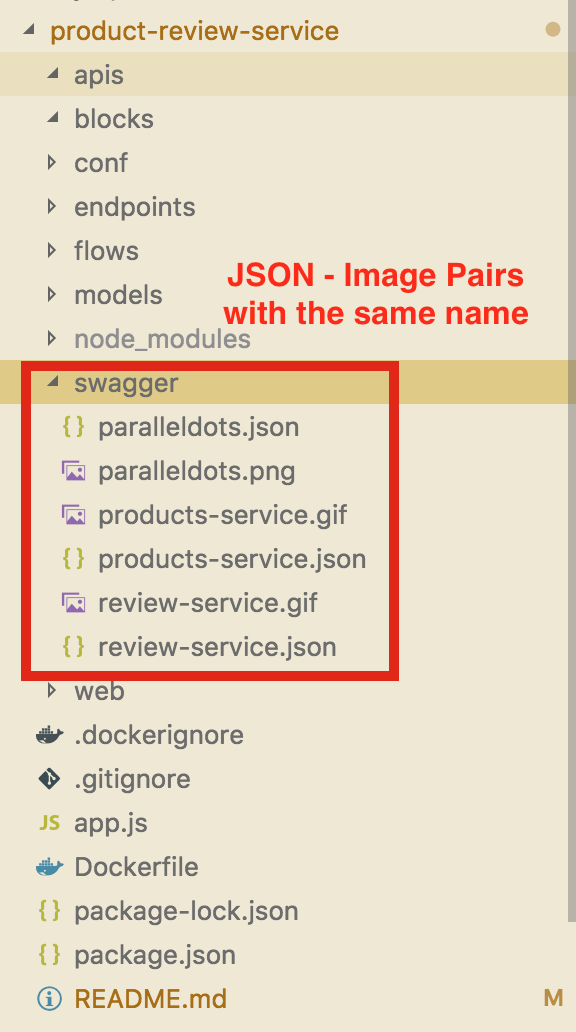 product-review-service
apis
blocks
conf
endpoints
flows
JSON - Image Pairs
with the same name
models
node_modules
swagger
{ } paralleldots.json
paralleldots.png
products-service.gif
{ } products-service.json
review-service.gif
{ } review-service.json
web
.dockerignore
.gitignore
JS app.js
Dockerfile
{ } package-lock.json
{ } package.json
README.md M